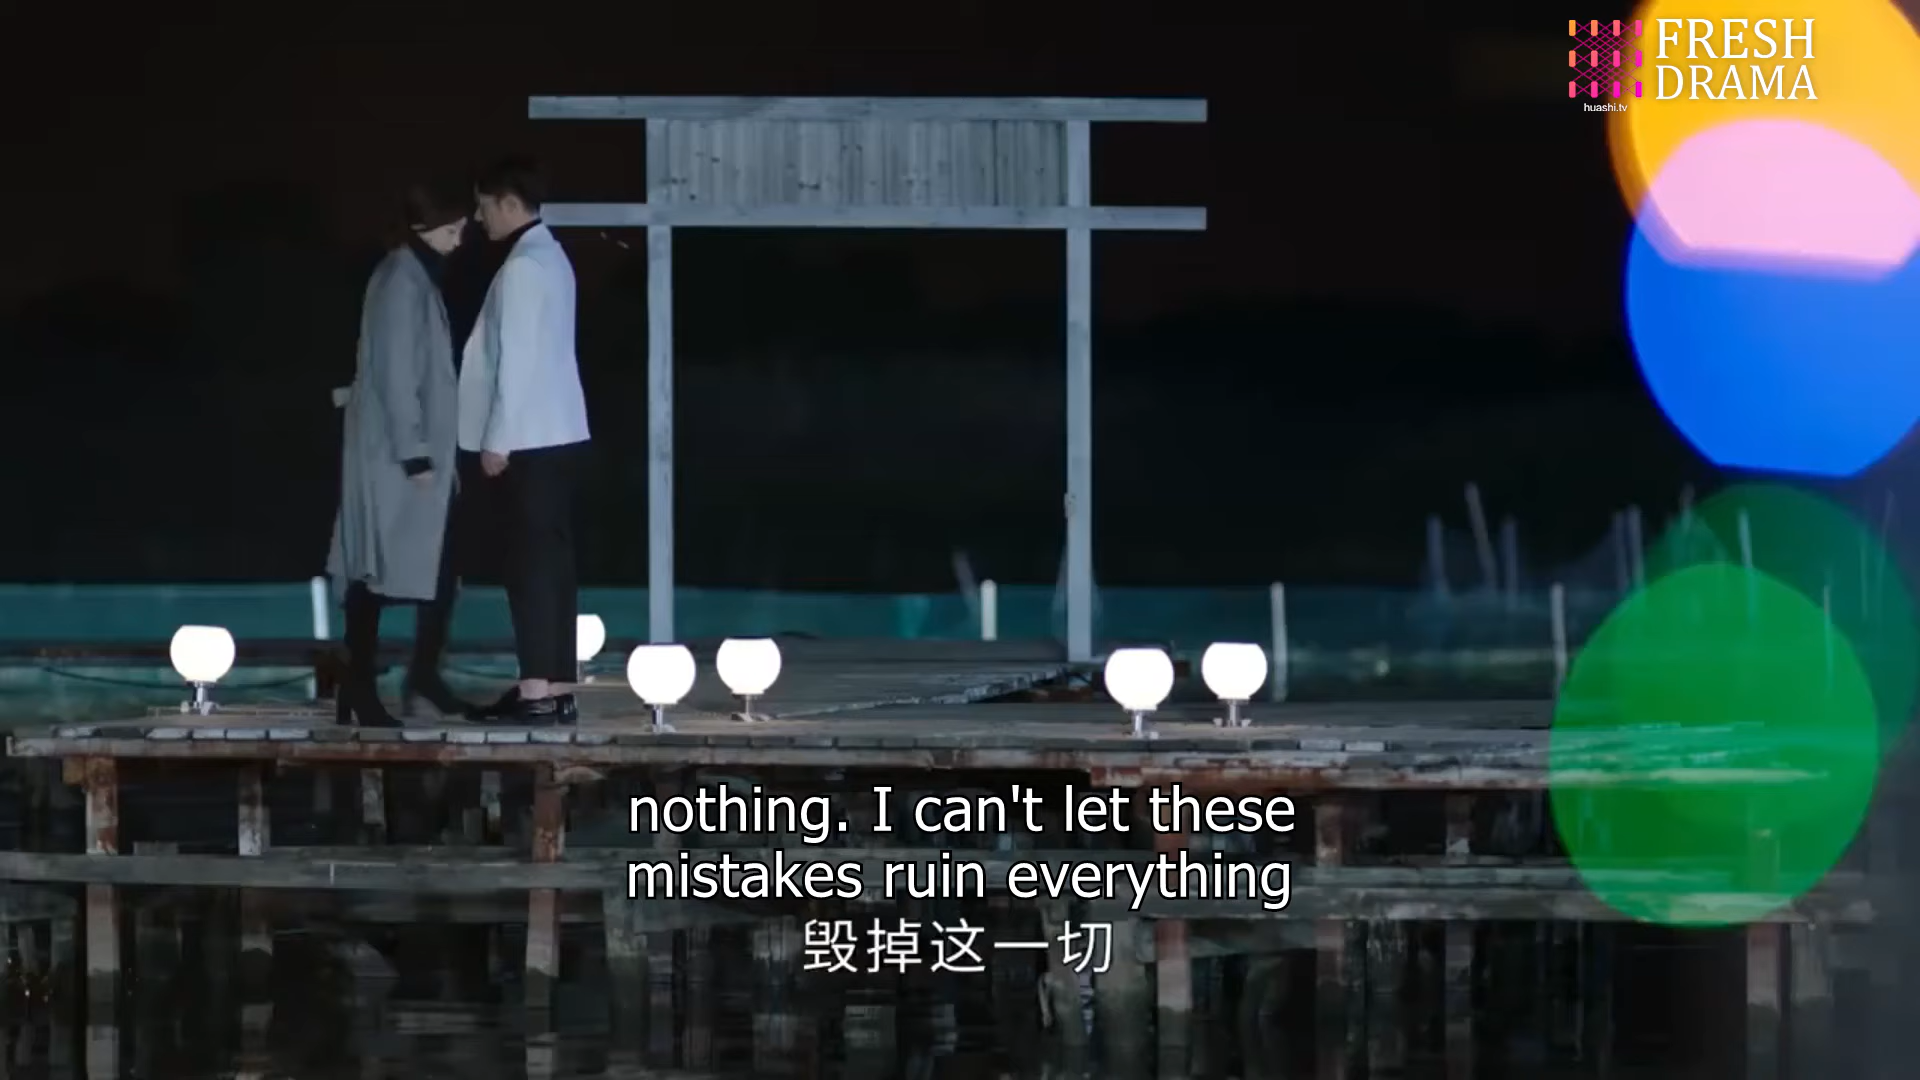 FRESH
DRAMA
huashi.tv
nothing. I can't let these
mistakes ruin everything
毁掉这一切